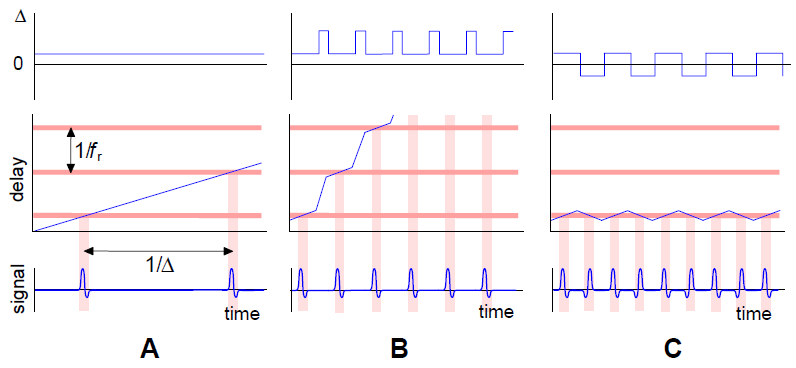 Δ
0
delay
1/fr
1/Δ
signal
time
time
time
A
B
C